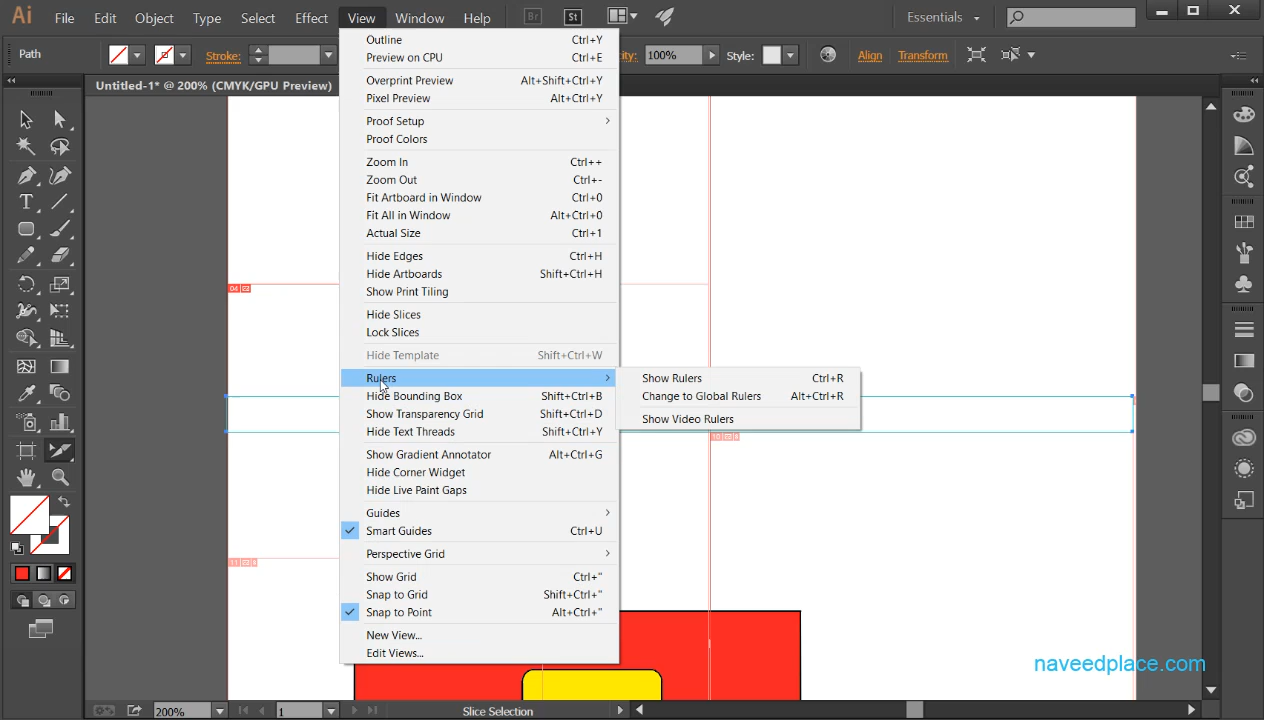 Ai File Edit Object Type Select Effect View Window Help Br St Essentials
Path Stroke: 100% Style: Align Transform
Untitled-1* @ 200% (CMYK/GPU Preview)
Outline Ctrl+Y
Preview on CPU Ctrl+E
Overprint Preview Alt+Shift+Ctrl+Y
Pixel Preview Alt+Ctrl+Y
Proof Setup
Proof Colors
Zoom In Ctrl++
Zoom Out Ctrl+-
Fit Artboard in Window Ctrl+0
Fit All in Window Alt+Ctrl+0
Actual Size Ctrl+1
Hide Edges Ctrl+H
Hide Artboards Shift+Ctrl+H
Show Print Tiling
Hide Slices
Lock Slices
Hide Template Shift+Ctrl+W
Rulers
Hide Bounding Box Shift+Ctrl+B
Show Transparency Grid Shift+Ctrl+D
Hide Text Threads Shift+Ctrl+Y
Show Gradient Annotator Alt+Ctrl+G
Hide Corner Widget
Hide Live Paint Gaps
Guides
Smart Guides Ctrl+U
Perspective Grid
Show Grid Ctrl+"
Snap to Grid Shift+Ctrl+"
Snap to Point Alt+Ctrl+"
New View...
Edit Views...
Show Rulers Ctrl+R
Change to Global Rulers Alt+Ctrl+R
Show Video Rulers
04
10
11
naveedplace.com
200% 1 Slice Selection